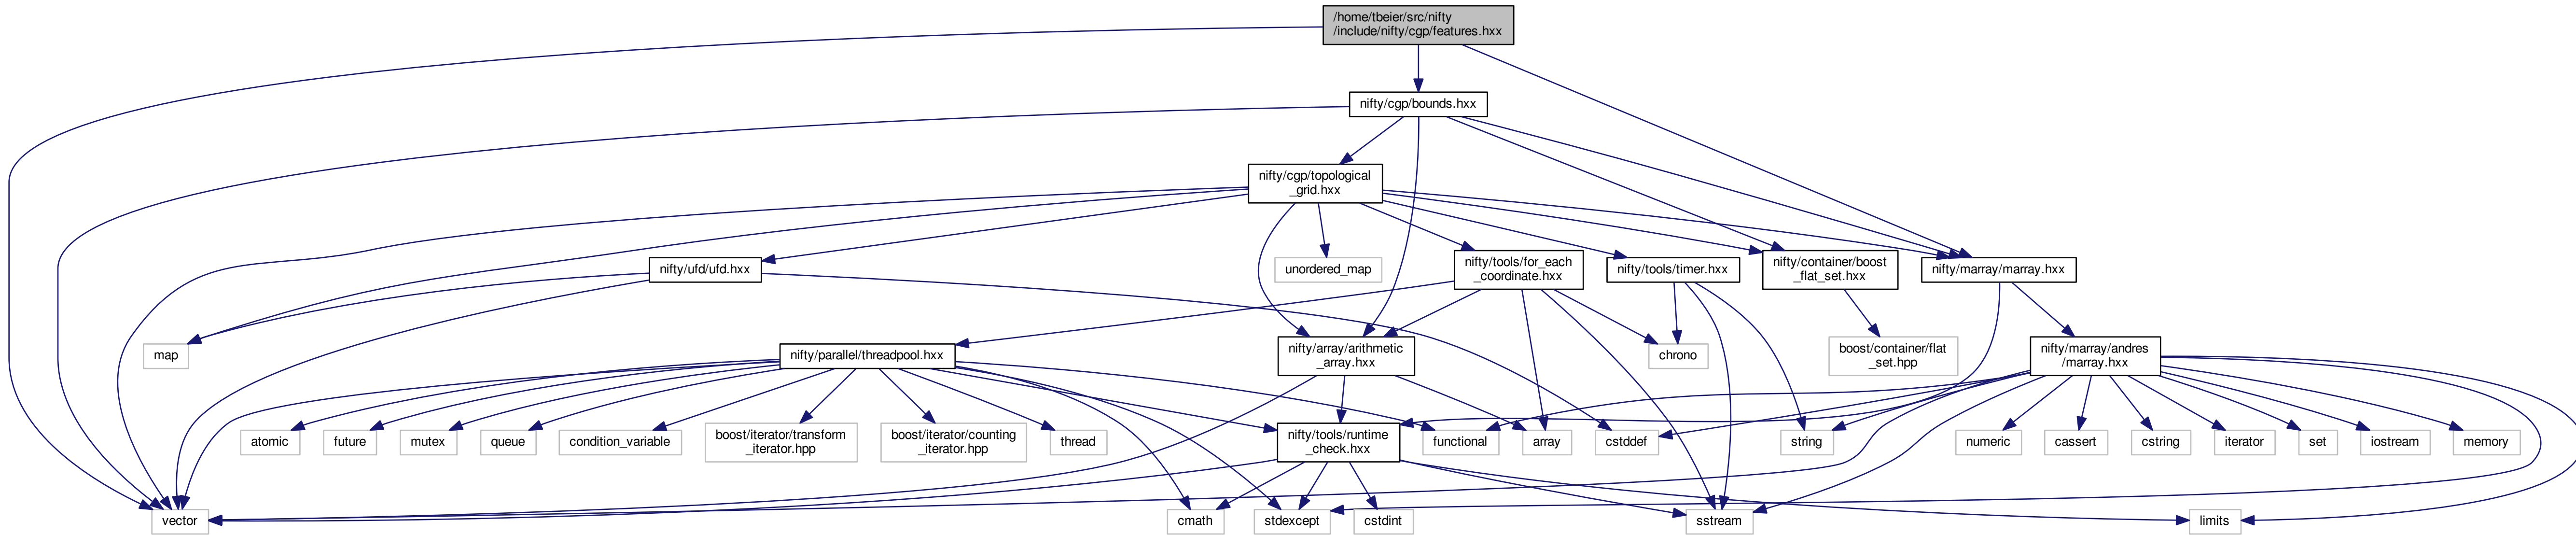 /home/tbeier/src/nifty
/include/nifty/cgp/features.hxx
nifty/cgp/bounds.hxx
nifty/cgp/topological
_grid.hxx
nifty/ufd/ufd.hxx
unordered_map
nifty/tools/for_each
_coordinate.hxx
nifty/tools/timer.hxx
nifty/container/boost
_flat_set.hxx
nifty/marray/marray.hxx
map
nifty/parallel/threadpool.hxx
nifty/array/arithmetic
_array.hxx
chrono
boost/container/flat
_set.hpp
nifty/marray/andres
/marray.hxx
atomic
future
mutex
queue
condition_variable
boost/iterator/transform
_iterator.hpp
boost/iterator/counting
_iterator.hpp
thread
nifty/tools/runtime
_check.hxx
functional
array
cstddef
string
numeric
cassert
cstring
iterator
set
iostream
memory
vector
cmath
stdexcept
cstdint
sstream
limits